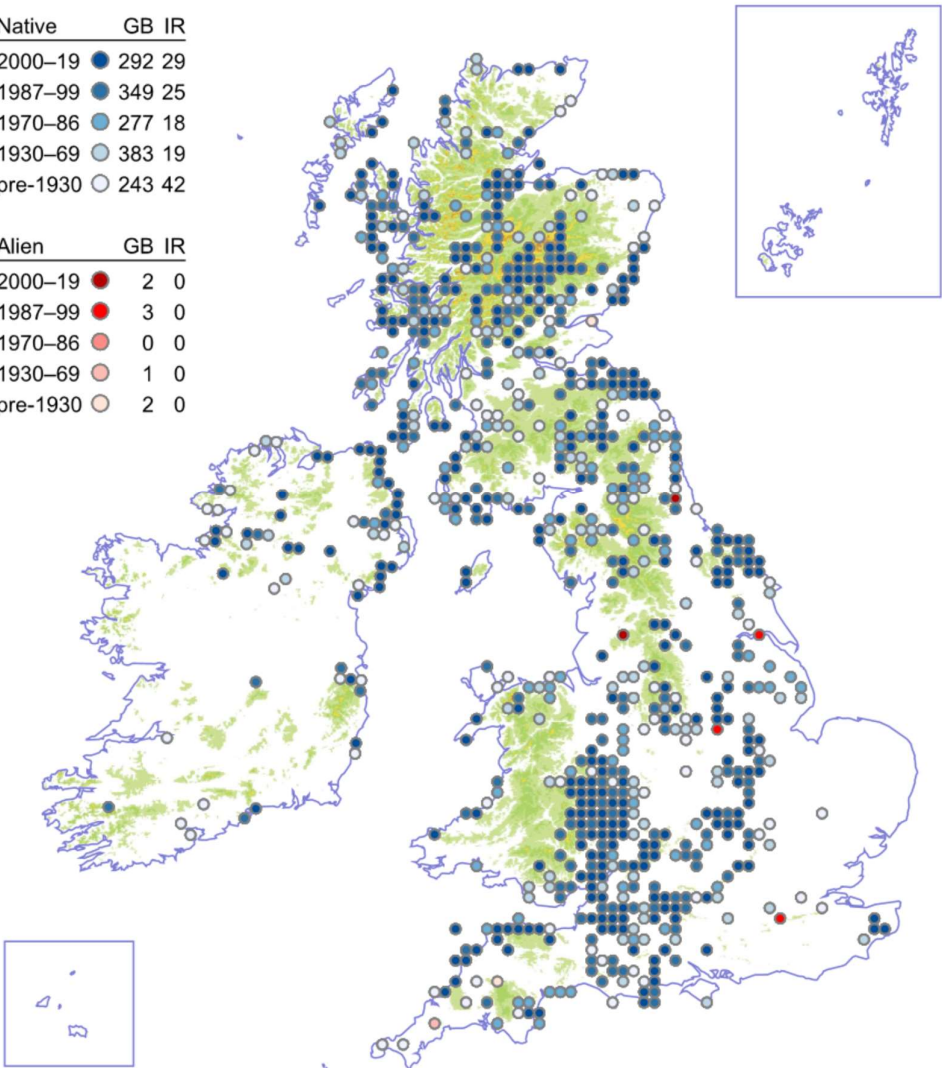 Native GB IR
2000–19 292 29
1987–99 349 25
1970–86 277 18
1930–69 383 19
pre-1930 243 42
Alien GB IR
2000–19 2 0
1987–99 3 0
1970–86 0 0
1930–69 1 0
pre-1930 2 0